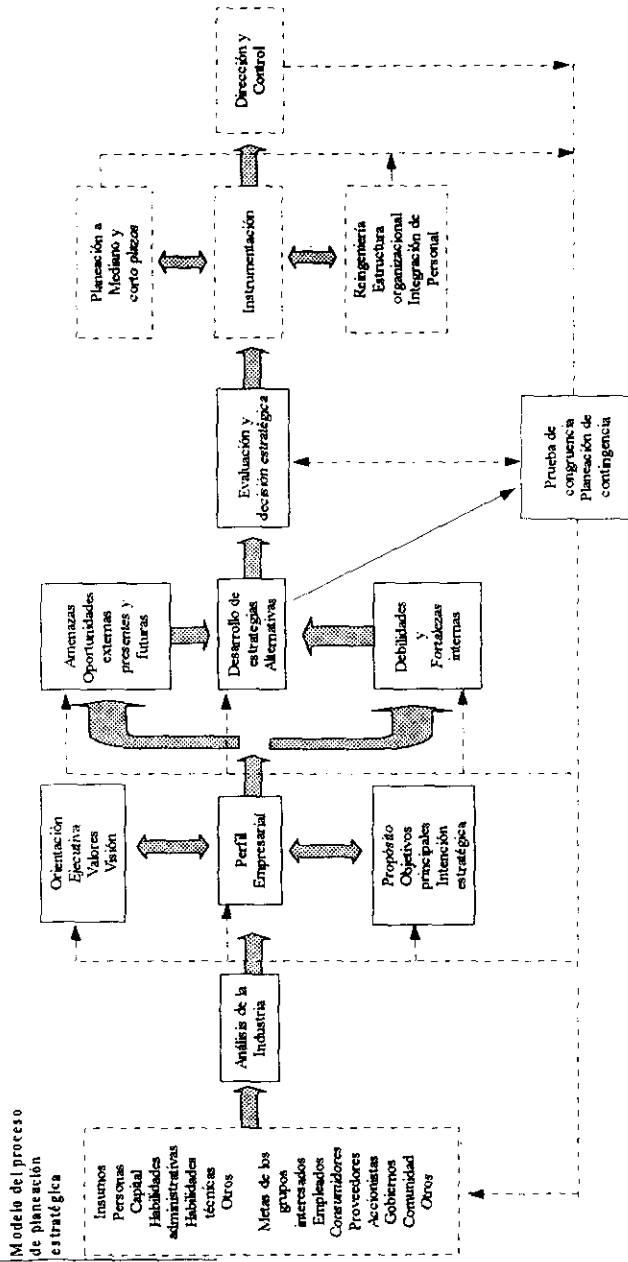 Modelo del proceso
de planeación
estratégica
Insumos
Personas
Capital
Habilidades
administrativas
Habilidades
técnicas
Otros
Metas de los
grupos
interesados
Empleados
Consumidores
Proveedores
Accionistas
Gobiernos
Comunidad
Otros
Análisis de la
Industria
Orientación
Ejecutiva
Valores
Visión
Perfil
Empresarial
Propósito
Objetivos
principales
Intención
estratégica
Amenazas
Oportunidades
externas
presentes y
futuras
Desarrollo de
estrategias
Alternativas
Debilidades
y
Fortalezas
internas
Evaluación y
decisión estratégica
Prueba de
congruencia
Planeación de
contingencia
Planeación a
Mediano y
corto plazos
Instrumentación
Reingeniería
Estructura
organizacional
Integración de
Personal
Dirección y
Control